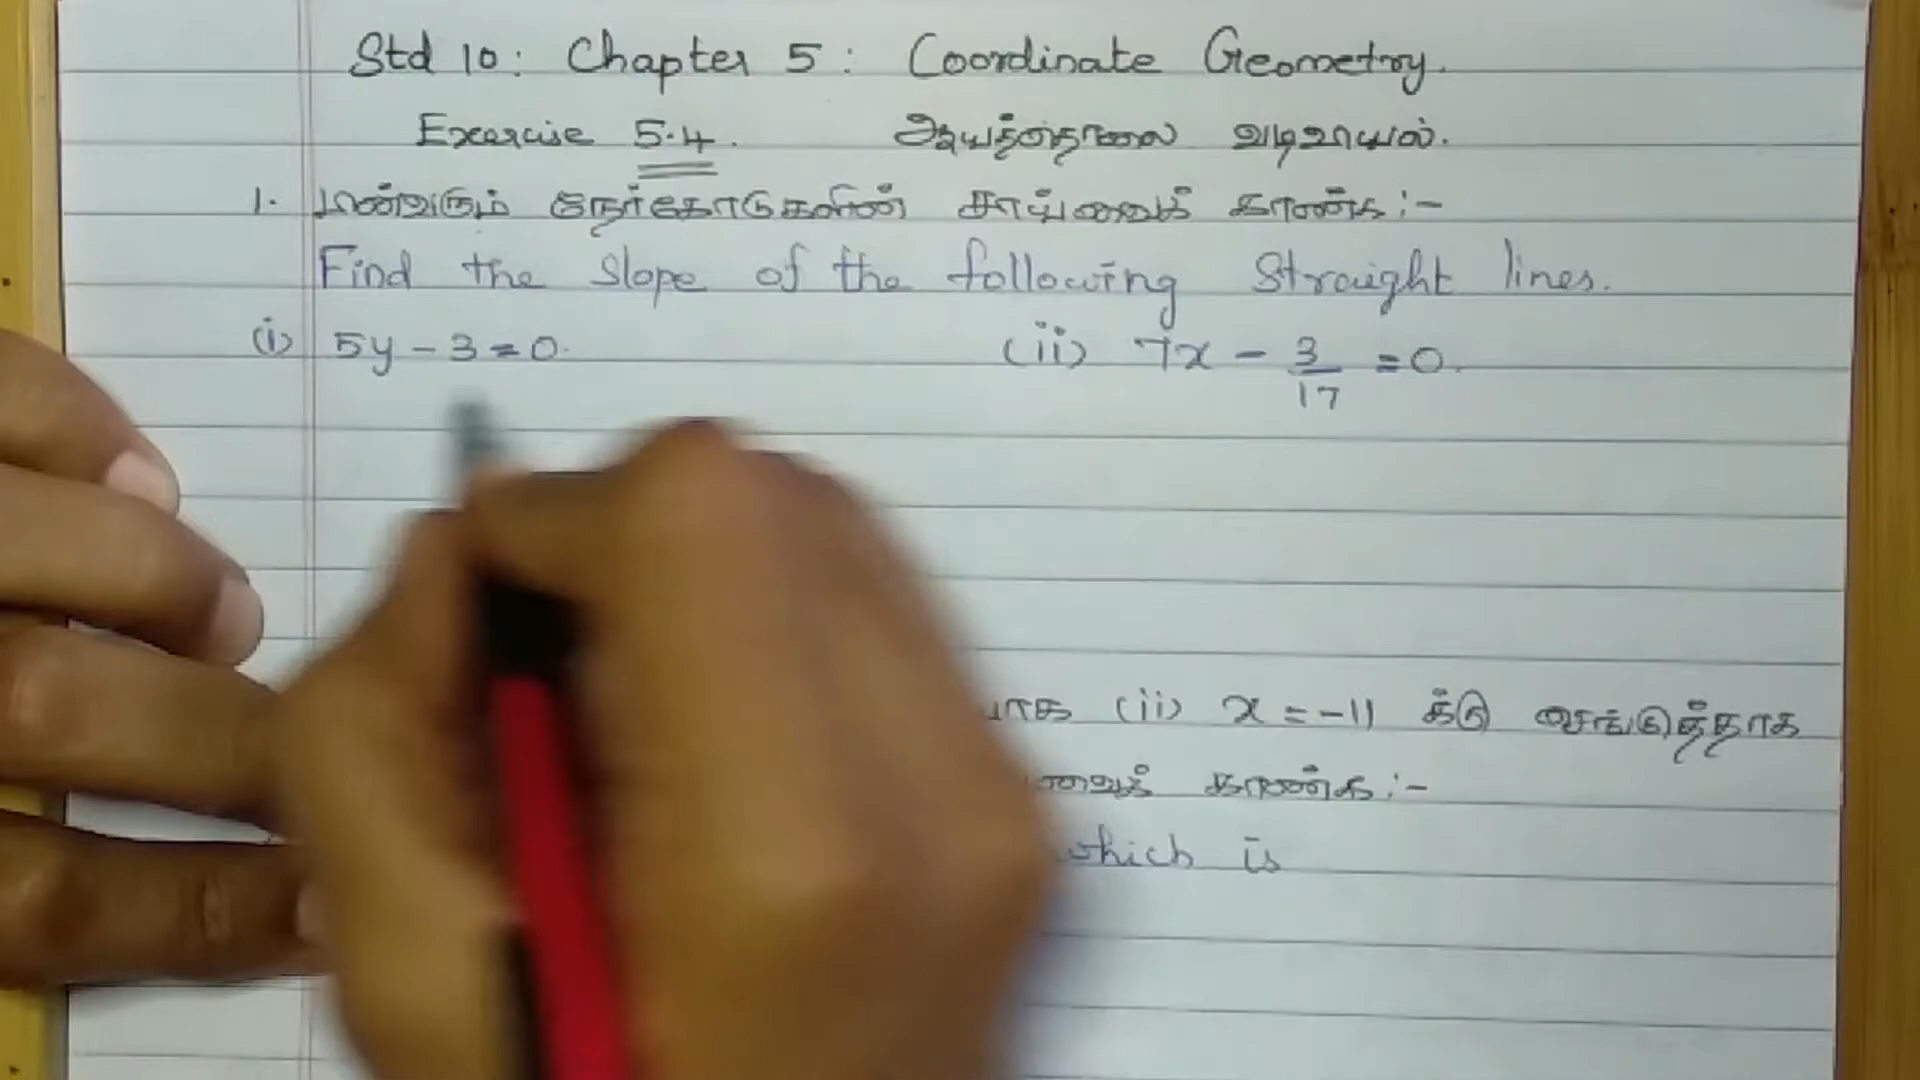 Std 10: Chapter 5: Coordinate Geometry.
Exercise 5.4. ஆயத்தொலை வடிவியல்.
1. பின்வரும் நேர்கோடுகளின் சாய்வைக் காண்க:-
Find the slope of the following Straight lines.
(i) 5y - 3 = 0. (ii) 7x - 3/17 = 0.
(ii) x = -11 க்கு செங்குத்தாக
காண்க:-
which is